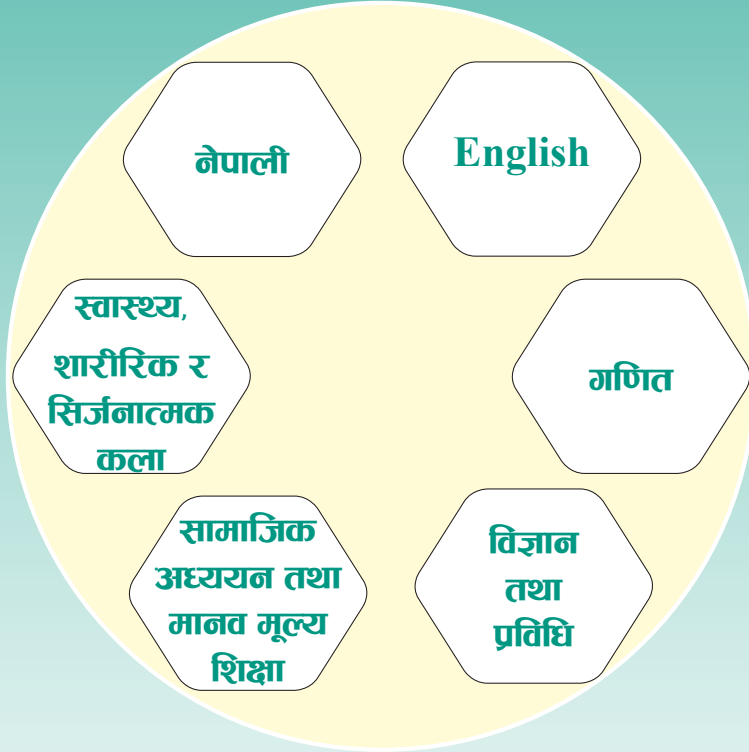 नेपाली
English
स्वास्थ्य,
शारीरिक र
सिर्जनात्मक
कला
गणित
सामाजिक
अध्ययन तथा
मानव मूल्य
शिक्षा
विज्ञान
तथा
प्रविधि